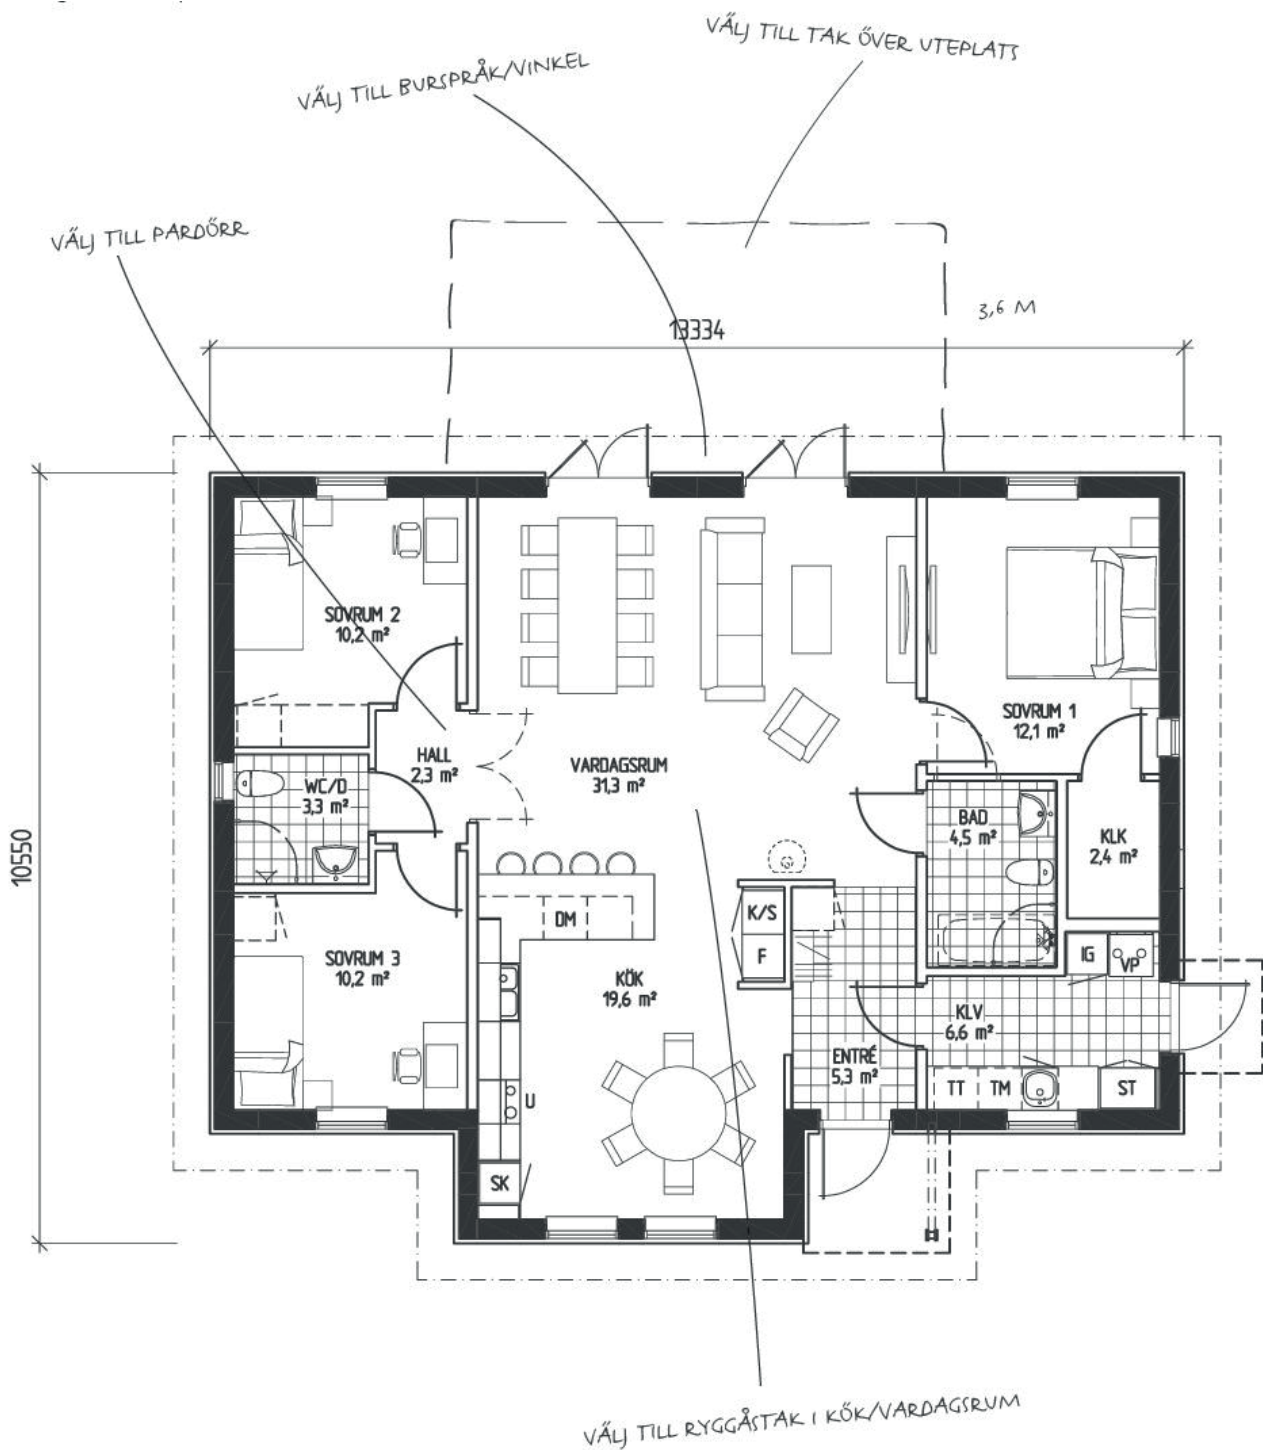 VÄLJ TILL TAK ÖVER UTEPLATS
VÄLJ TILL BURSPRÅK/VINKEL
VÄLJ TILL PARDÖRR
3,6 M
13334
10550
SOVRUM 2
10,2 m²
SOVRUM 1
12,1 m²
HALL
2,3 m²
VARDAGSRUM
31,3 m²
WC/D
3,3 m²
BAD
4,5 m²
KLK
2,4 m²
DM
K/S
F
IG
VP
SOVRUM 3
10,2 m²
KÖK
19,6 m²
KLV
6,6 m²
ENTRÉ
5,3 m²
U
TT
TM
ST
SK
VÄLJ TILL RYGGÅSTAK I KÖK/VARDAGSRUM